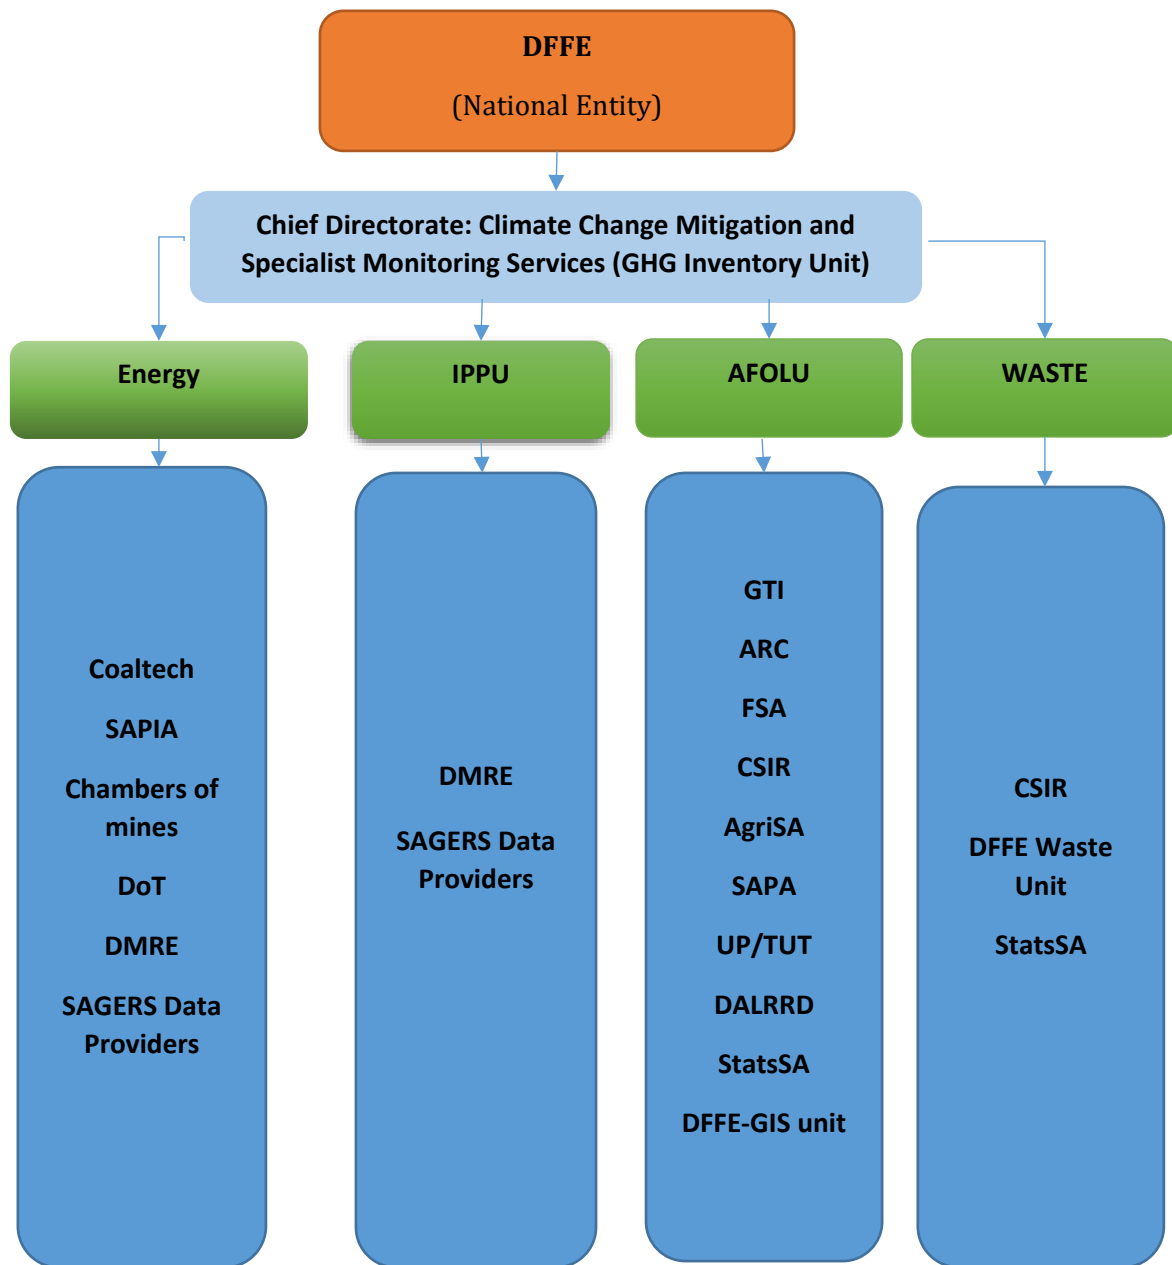 DFFE
(National Entity)
Chief Directorate: Climate Change Mitigation and
Specialist Monitoring Services (GHG Inventory Unit)
Energy
IPPU
AFOLU
WASTE
Coaltech
SAPIA
Chambers of
mines
DoT
DMRE
SAGERS Data
Providers
DMRE
SAGERS Data
Providers
GTI
ARC
FSA
CSIR
AgriSA
SAPA
UP/TUT
DALRRD
StatsSA
DFFE-GIS unit
CSIR
DFFE Waste
Unit
StatsSA